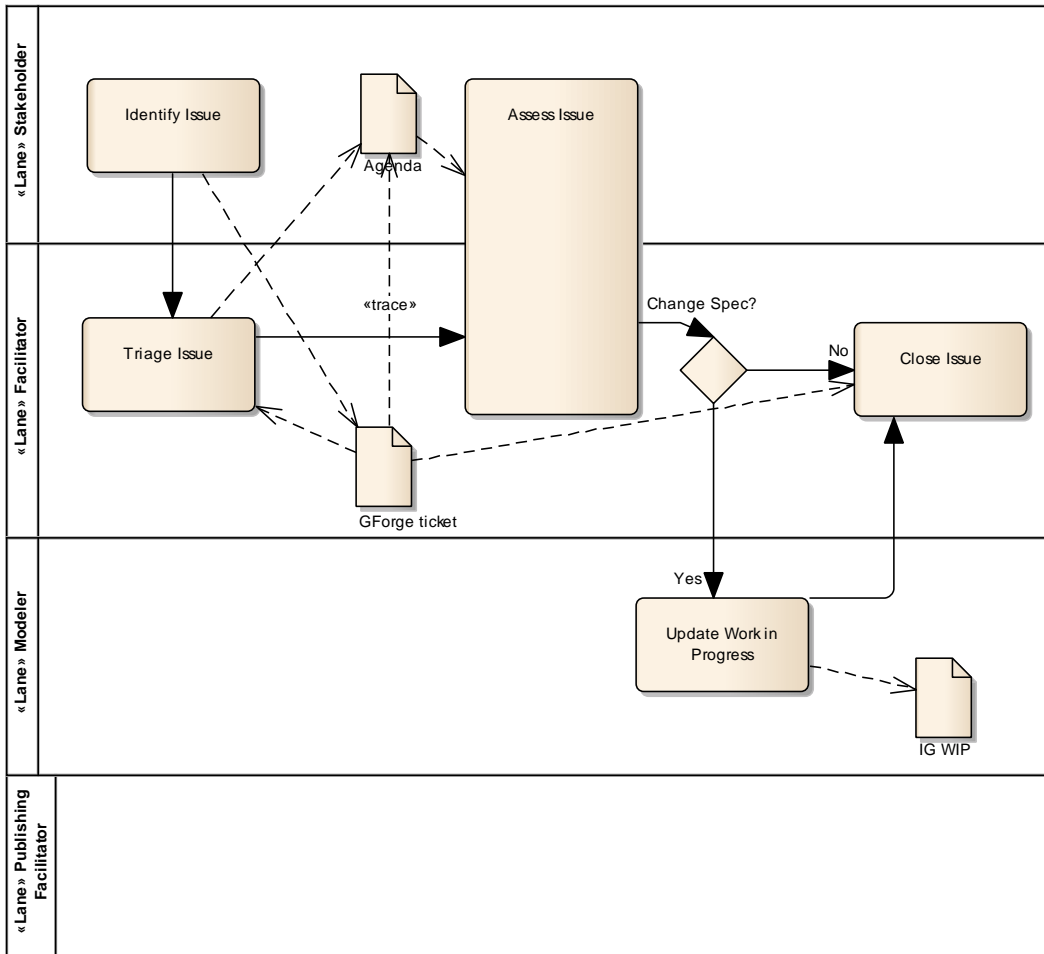 «Lane» Stakeholder
Identify Issue
Agenda
Assess Issue
«Lane» Facilitator
Triage Issue
«trace»
GForge ticket
Change Spec?
No
Close Issue
Yes
«Lane» Modeler
Update Work in
Progress
IG WIP
«Lane» Publishing
Facilitator